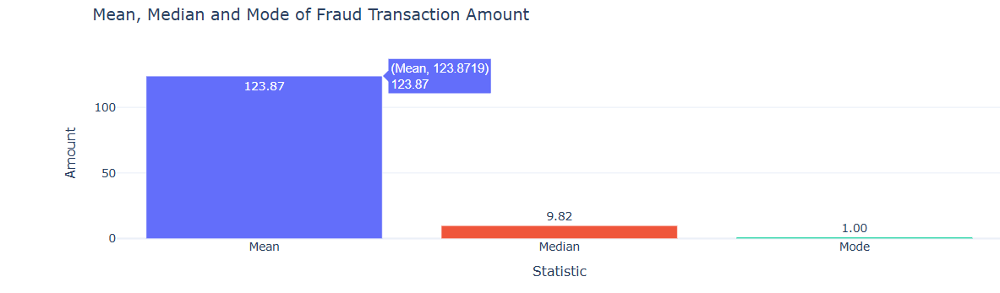 Mean, Median and Mode of Fraud Transaction Amount
(Mean, 123.8719)
123.87
123.87
100
50
0
Amount
9.82
1.00
Mean
Median
Mode
Statistic